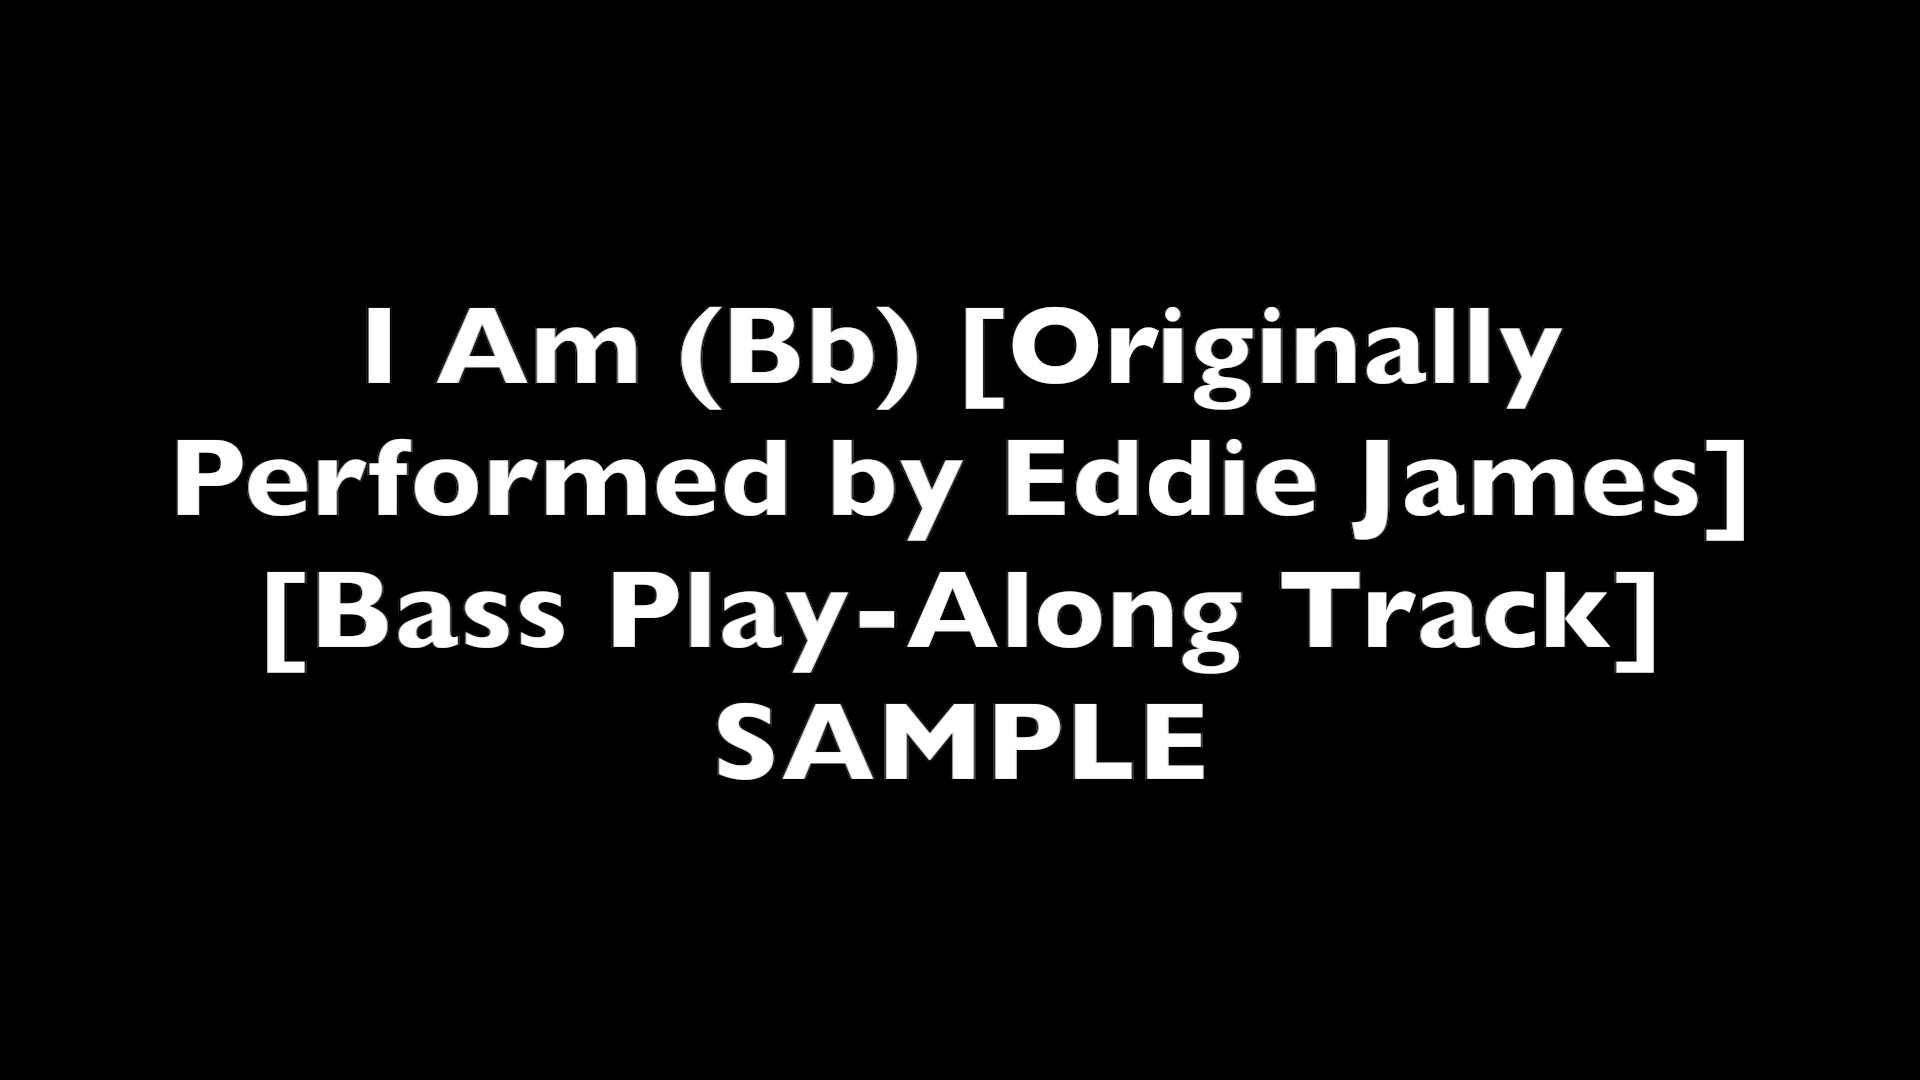 I Am (Bb) [Originally
Performed by Eddie James]
[Bass Play-Along Track]
SAMPLE